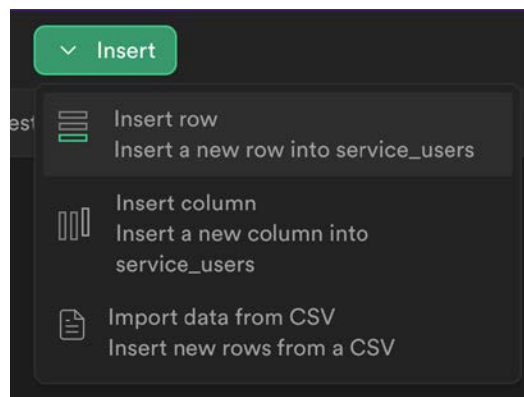 Insert
est
Insert row
Insert a new row into service_users
Insert column
Insert a new column into
service_users
Import data from CSV
Insert new rows from a CSV